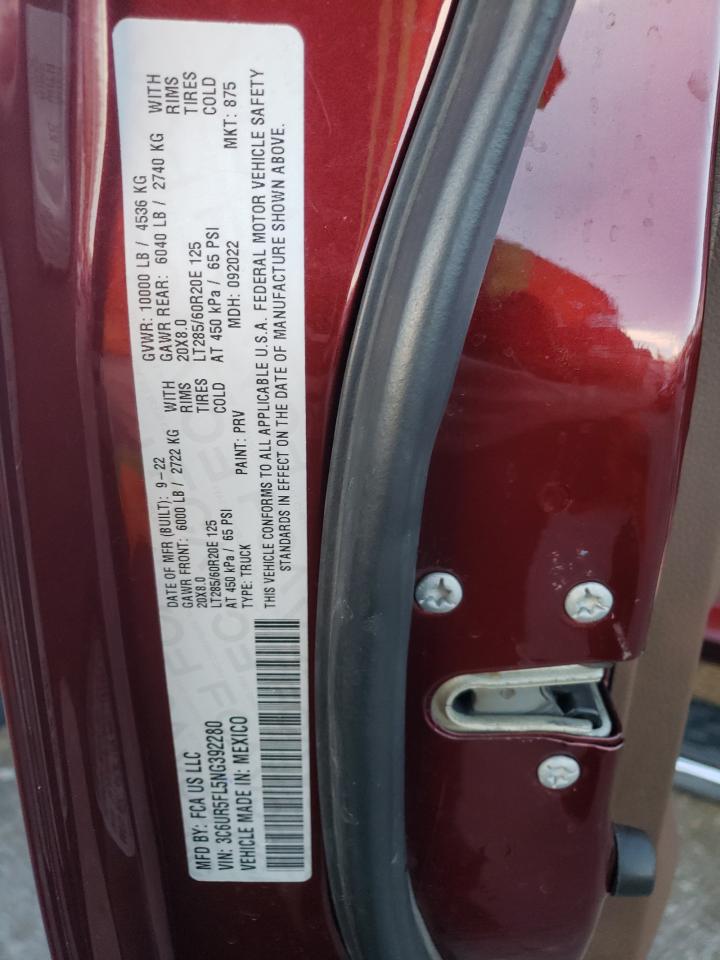 MFD BY: FCA US LLC
DATE OF MFR (BUILT): 9-22
GVWR: 10000 LB / 4536 KG
GAWR FRONT: 6000 LB / 2722 KG WITH
20X8.0 RIMS
LT285/60R20E 125 TIRES
AT 450 kPa / 65 PSI COLD
GAWR REAR: 6040 LB / 2740 KG WITH
20X8.0 RIMS
LT285/60R20E 125 TIRES
AT 450 kPa / 65 PSI COLD
VIN: 3C6UR5FL5NG392280
TYPE: TRUCK PAINT: PRV MDH: 092022 MKT: 875
VEHICLE MADE IN: MEXICO
THIS VEHICLE CONFORMS TO ALL APPLICABLE U.S.A. FEDERAL MOTOR VEHICLE SAFETY
STANDARDS IN EFFECT ON THE DATE OF MANUFACTURE SHOWN ABOVE.